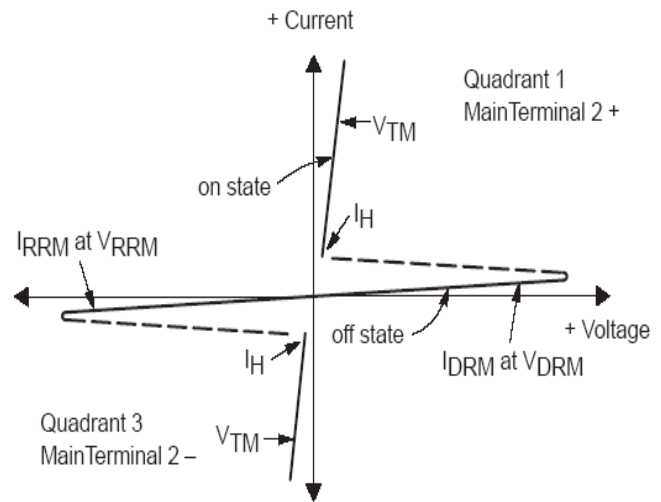 + Current
Quadrant 1
MainTerminal 2 +
VTM
on state
IH
IRRM at VRRM
+ Voltage
off state
IDRM at VDRM
IH
Quadrant 3
MainTerminal 2 –
VTM